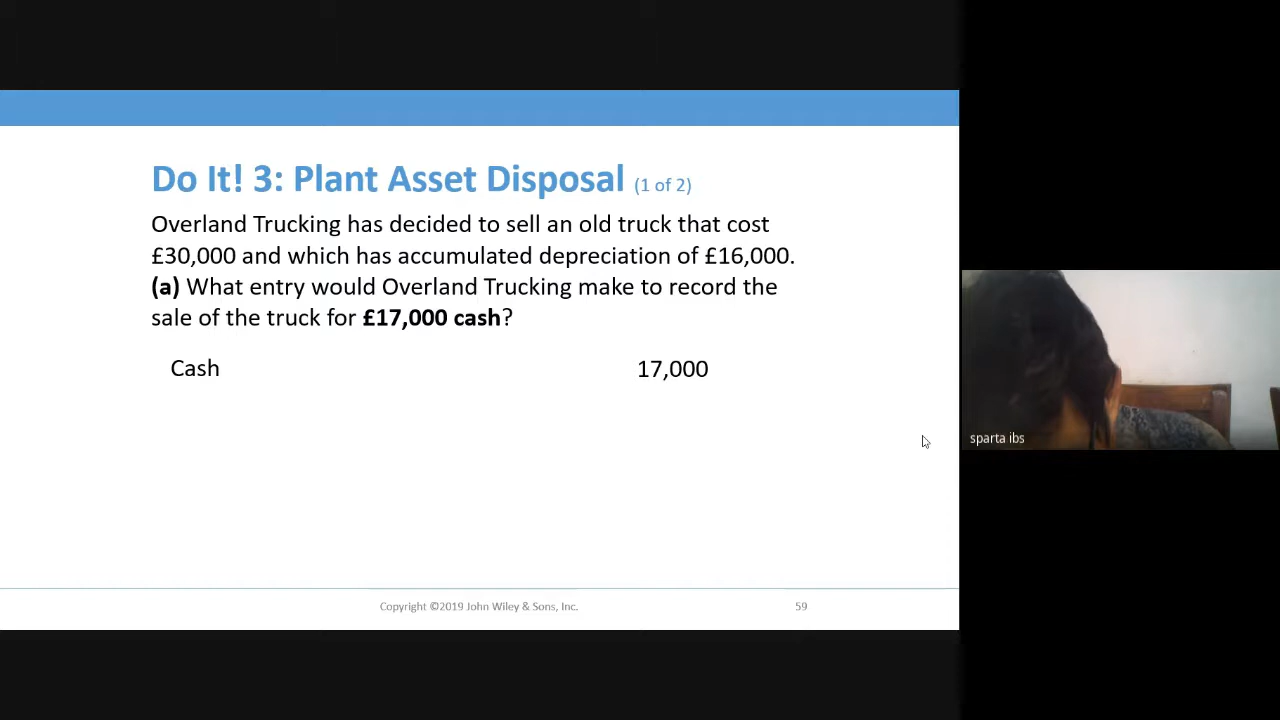 Do It! 3: Plant Asset Disposal (1 of 2)
Overland Trucking has decided to sell an old truck that cost
£30,000 and which has accumulated depreciation of £16,000.
(a) What entry would Overland Trucking make to record the
sale of the truck for £17,000 cash?
Cash 17,000
sparta ibs
Copyright ©2019 John Wiley & Sons, Inc. 59